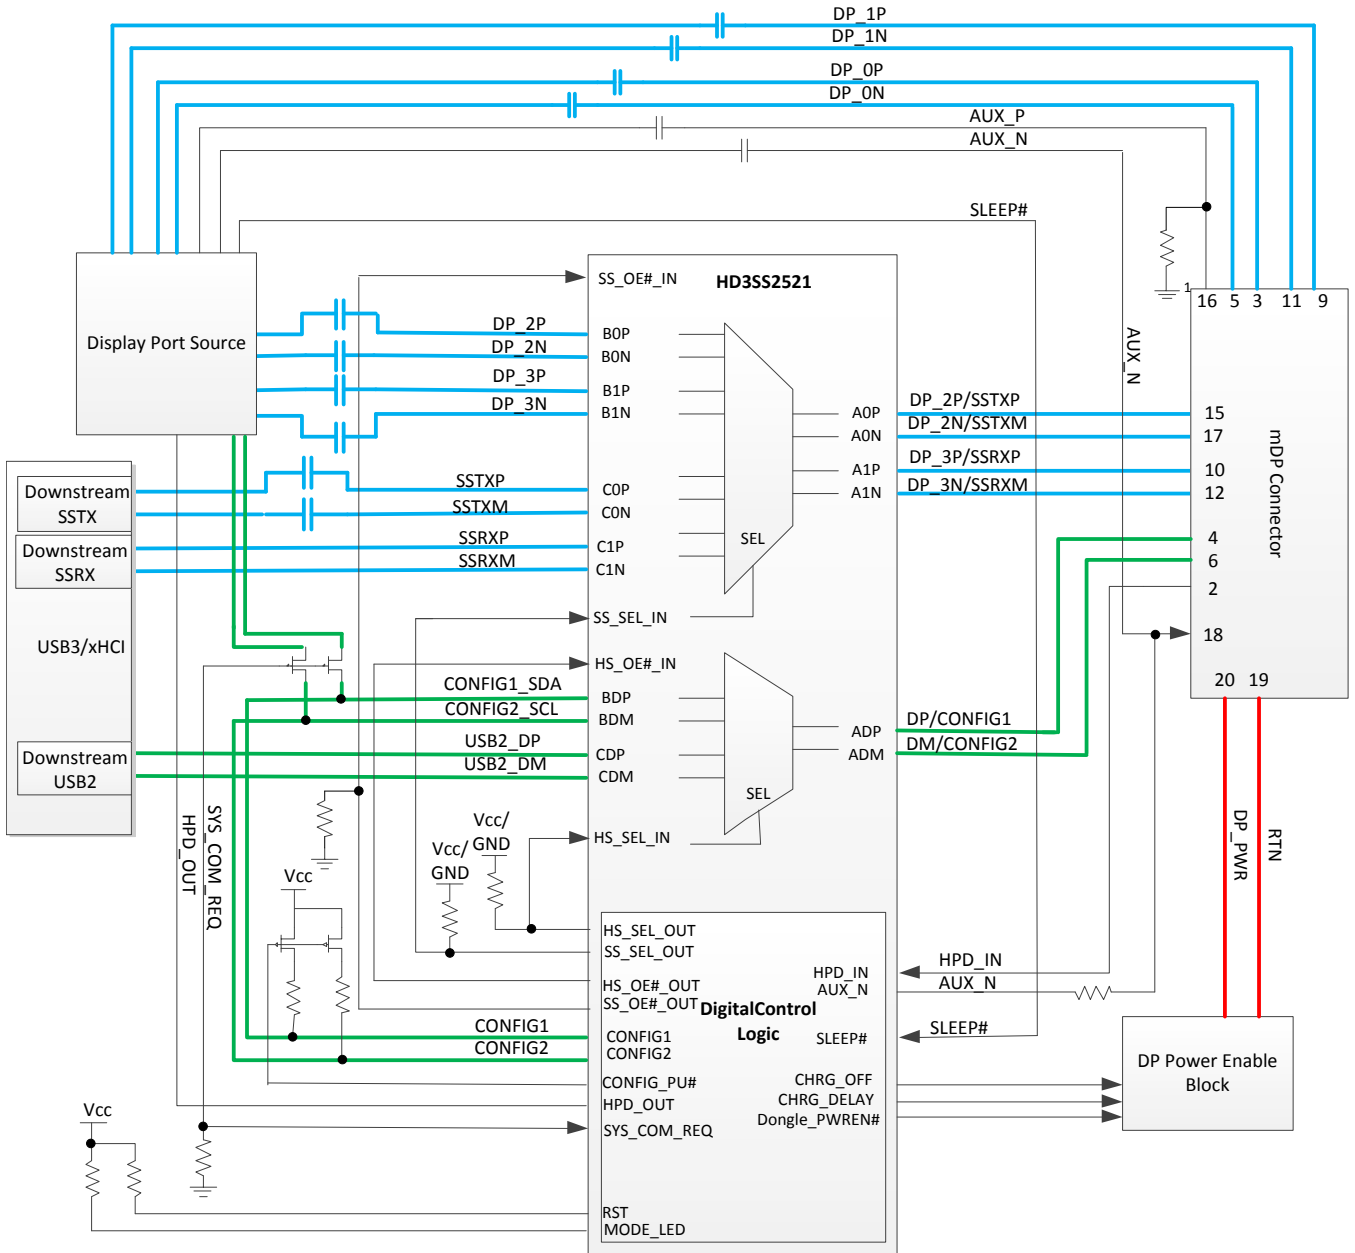 DP_1P
DP_1N
DP_0P
DP_0N
AUX_P
AUX_N
SLEEP#
Display Port Source
DP_2P
DP_2N
DP_3P
DP_3N
Downstream
SSTX
Downstream
SSRX
USB3/xHCI
Downstream
USB2
SSTXP
SSTXM
SSRXP
SSRXM
CONFIG1_SDA
CONFIG2_SCL
USB2_DP
USB2_DM
SYS_COM_REQ
HPD_OUT
Vcc/
GND
Vcc/
GND
Vcc
CONFIG1
CONFIG2
Vcc
HD3SS2521
SS_OE#_IN
B0P
B0N
B1P
B1N
C0P
C0N
C1P
C1N
SEL
SS_SEL_IN
HS_OE#_IN
BDP
BDM
CDP
CDM
SEL
HS_SEL_IN
A0P
A0N
A1P
A1N
ADP
ADM
HS_SEL_OUT
SS_SEL_OUT
HS_OE#_OUT
SS_OE#_OUT
CONFIG1
CONFIG2
CONFIG_PU#
HPD_OUT
SYS_COM_REQ
RST
MODE_LED
DigitalControl
Logic
HPD_IN
AUX_N
SLEEP#
CHRG_OFF
CHRG_DELAY
Dongle_PWREN#
DP_2P/SSTXP
DP_2N/SSTXM
DP_3P/SSRXP
DP_3N/SSRXM
DP/CONFIG1
DM/CONFIG2
AUX_N
HPD_IN
AUX_N
SLEEP#
1
16 5 3 11 9
15
17
10
12
4
6
2
18
20 19
mDP Connector
DP_PWR
RTN
DP Power Enable
Block